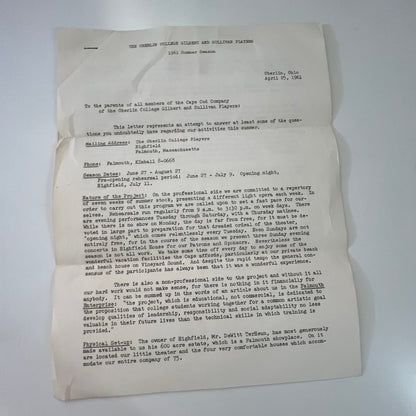 THE OBERLIN COLLEGE GILBERT AND SULLIVAN PLAYERS
1961 Summer Season
Oberlin, Ohio
April 25, 1961
To the parents of all members of the Cape Cod Company
of the Oberlin College Gilbert and Sullivan Players:
This letter represents an attempt to answer at least some of the ques-
tions you undoubtedly have regarding our activities this summer.
Mailing Address: The Oberlin College Players
Highfield
Falmouth, Massachusetts
Phone: Falmouth, KImball 8-0668
Season Dates: June 27 - August 27
Pre-opening rehearsal period: June 27 - July 9. Opening night,
Highfield, July 11.
Nature of the Project: On the professional side we are committed to a repertory
of seven weeks of summer stock, presenting a different light opera each week. In
order to carry out this program we are called upon to set a fast pace for our-
selves. Rehearsals run regularly from 9 a.m. to 3:30 p.m. on week days. There
are evening performances Tuesday through Saturday, with a Thursday matinee.
While there is no show on Monday, the day is far from free, for it must be de-
voted in large part to preparation for that dreaded ordeal of the theater,
"opening night", which comes relentlessly every Tuesday. Even Sunday are not
entirely free, for in the course of the season we present three Sunday evening
concerts in Highfield House for our Patrons and Sponsors. Nevertheless the
season is not all work. We take some time off every day to enjoy some of the
wonderful vacation facilities the Cape affords, particularly at our private beach
and beach house on Vineyard Sound. And despite the rapid tempo the general con-
census of the participants has always been that it was a wonderful experience.
There is also a non-professional side to the project and without it all
our hard work would not make sense, for there is nothing in it financially for
anybody. It can be summed up in the words of an article about us in the Falmouth
Enterprise: "the project, which is educational, not commercial, is dedicated to
the proposition that college students working together for a common artistic goal
develop qualities of leadership, responsibility and social adaptability no less
valuable in their future lives than the technical skills in which training is
provided."
Physical Set-up: The owner of Highfield, Mr. DeWitt TerHeun, has most generously
made available to us his 600 acre estate, which is a Falmouth showplace. On it
are located our little theater and the four very comfortable houses which accom-
modate our entire company of 75.